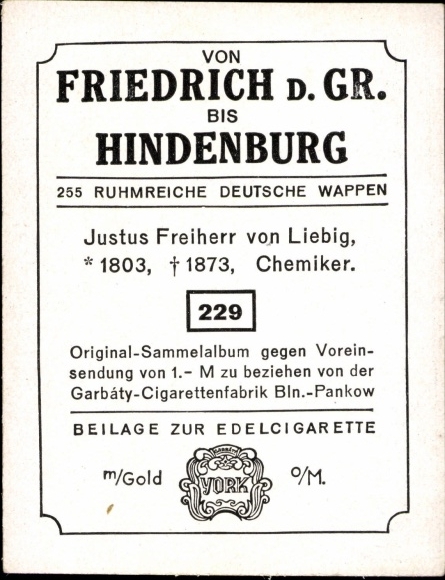 VON
FRIEDRICH D. GR.
BIS
HINDENBURG
255 RUHMREICHE DEUTSCHE WAPPEN
Justus Freiherr von Liebig,
* 1803, † 1873, Chemiker.
229
Original-Sammelalbum gegen Vorein-
sendung von 1.- M zu beziehen von der
Garbáty-Cigarettenfabrik Bln.-Pankow
BEILAGE ZUR EDELCIGARETTE
m/Gold YORK o/M.